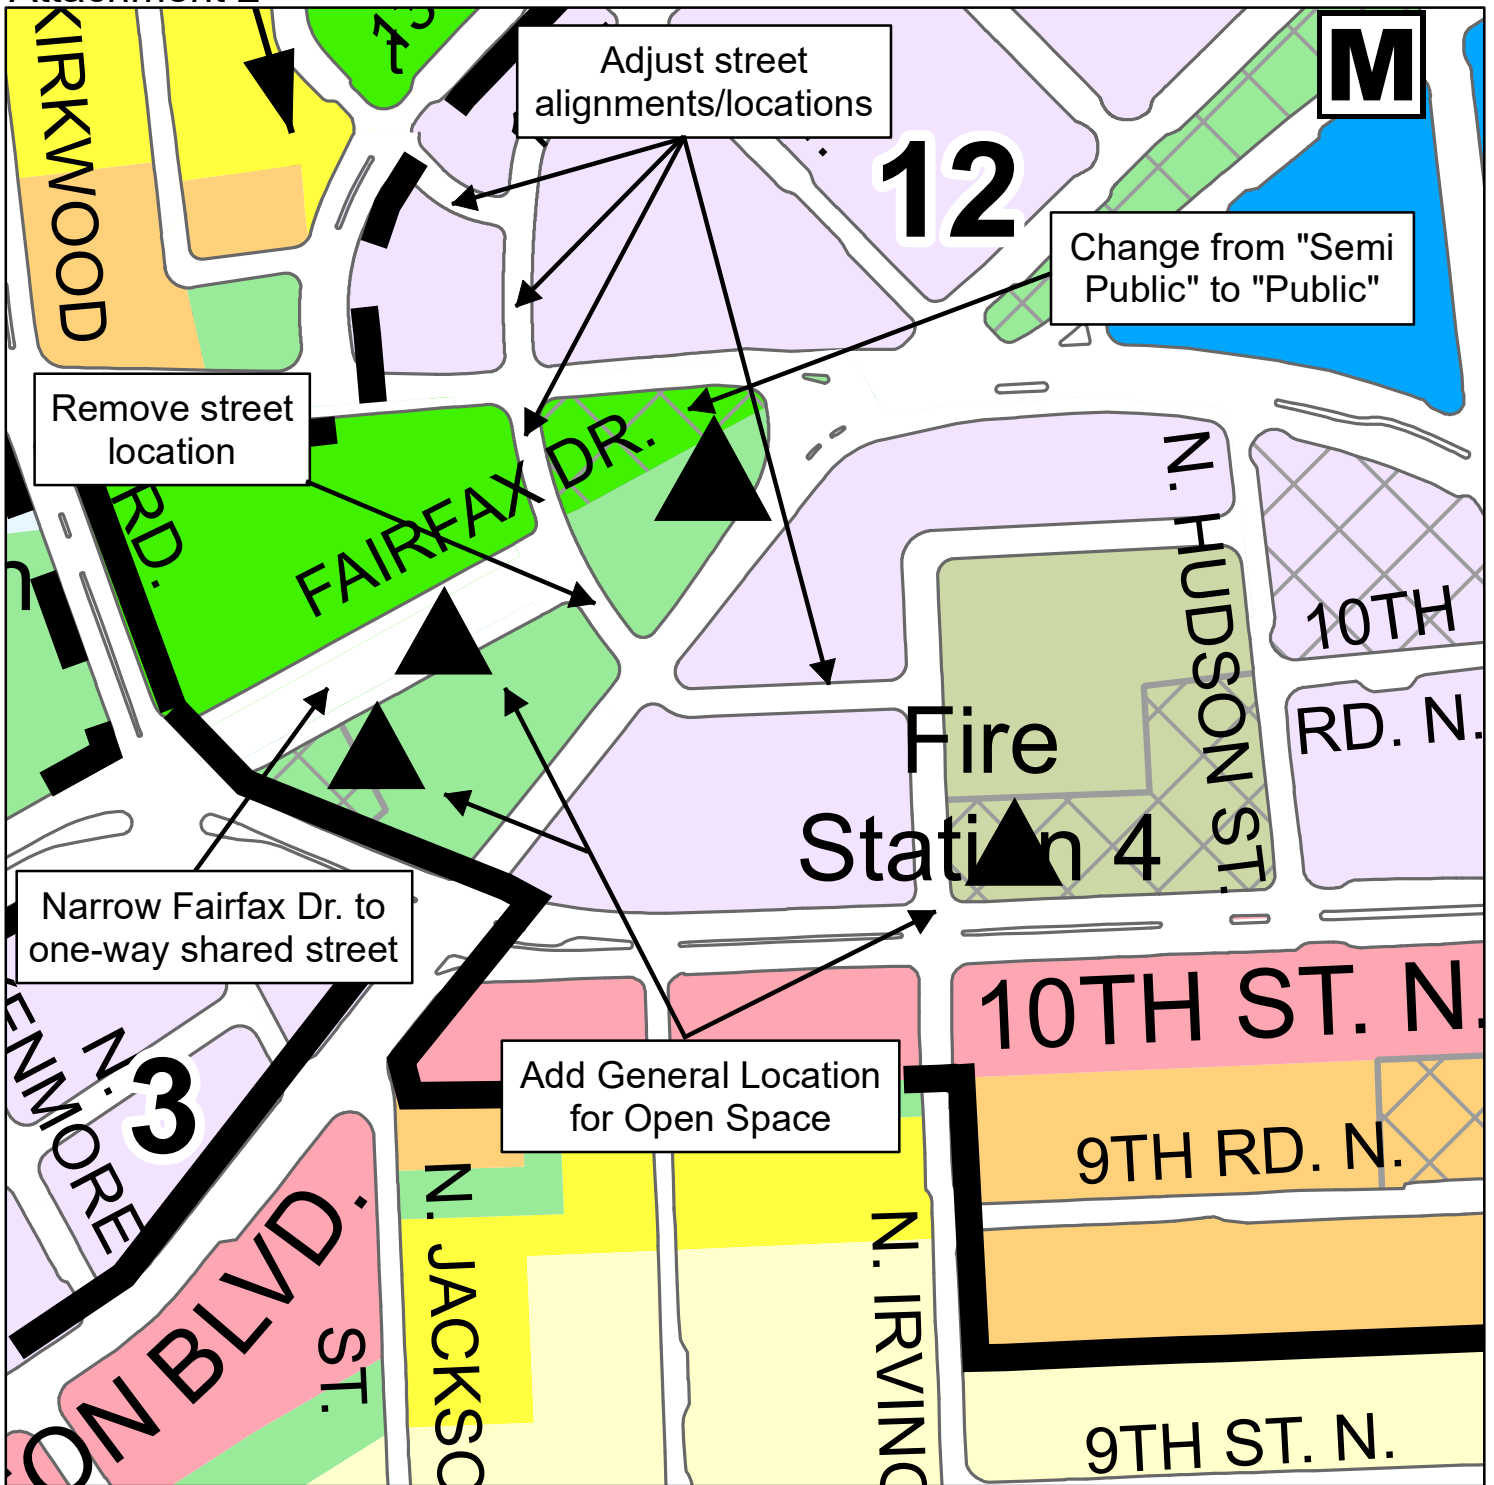 KIRKWOOD
t
Adjust street
alignments/locations
M
12
Change from "Semi
Public" to "Public"
Remove street
location
RD.
FAIRFAX DR.
N. HUDSON ST.
10TH
RD. N.
Fire
Station 4
Narrow Fairfax Dr. to
one-way shared street
N.
3
10TH ST. N.
Add General Location
for Open Space
9TH RD. N.
ENMORE
ON BLVD.
ST.
N. JACKSO
N. IRVING
9TH ST. N.